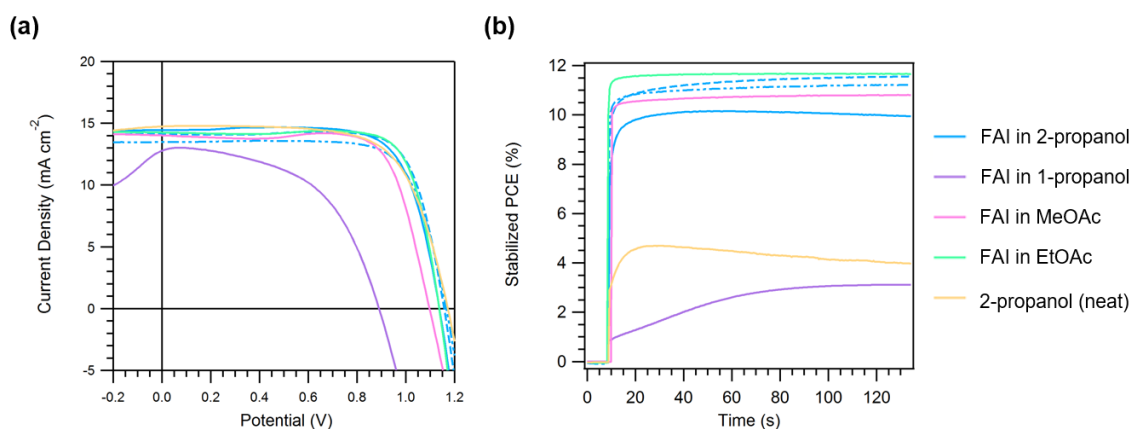 (a)
(b)
20
15
10
5
0
-5
Current Density (mA cm⁻²)
-0.2
0.0
0.2
0.4
0.6
0.8
1.0
1.2
Potential (V)
12
10
8
6
4
2
0
Stabilized PCE (%)
0
20
40
60
80
100
120
Time (s)
FAI in 2-propanol
FAI in 1-propanol
FAI in MeOAc
FAI in EtOAc
2-propanol (neat)